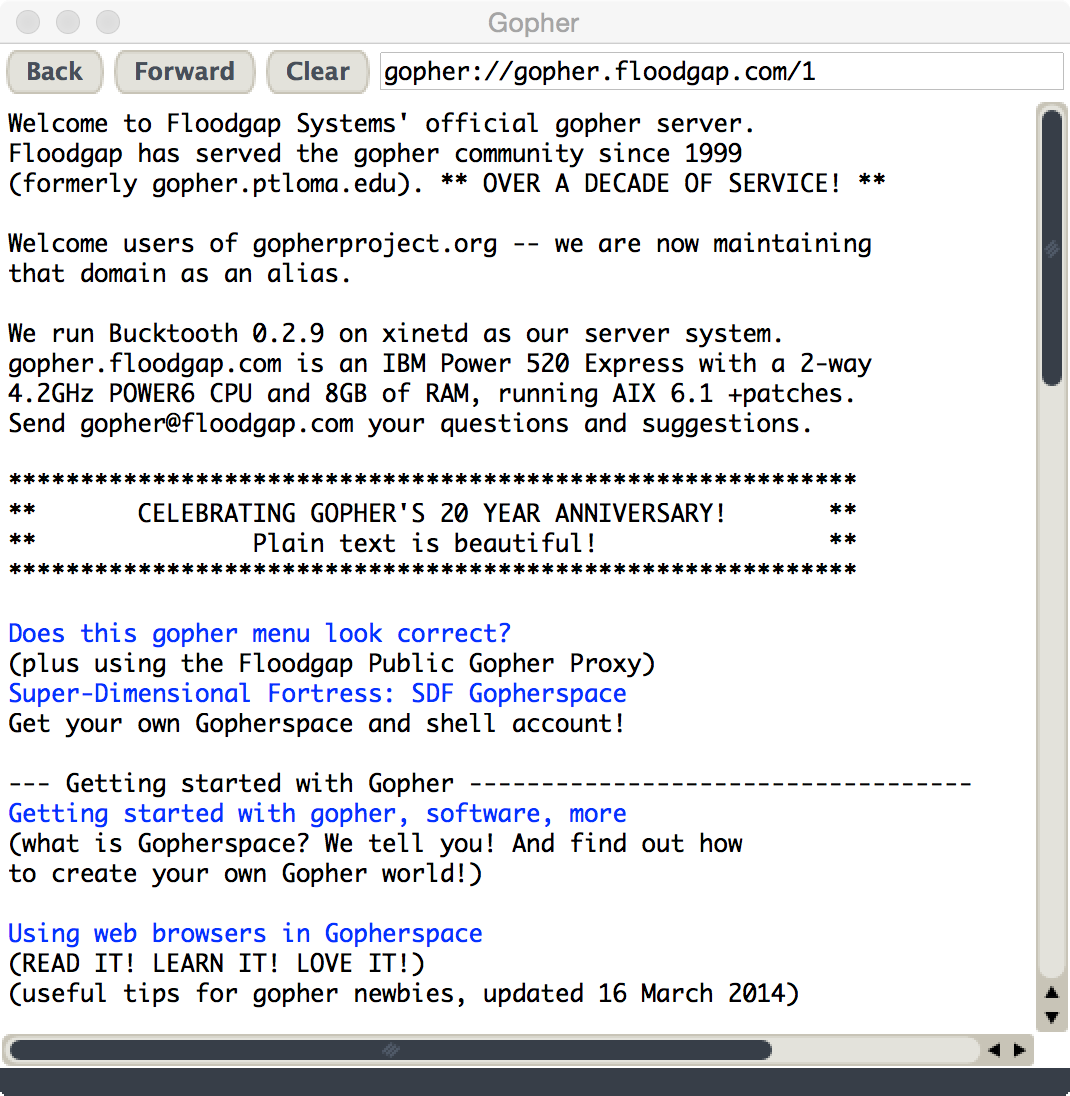 Gopher
Back Forward Clear gopher://gopher.floodgap.com/1
Welcome to Floodgap Systems' official gopher server.
Floodgap has served the gopher community since 1999
(formerly gopher.ptloma.edu). ** OVER A DECADE OF SERVICE! **
Welcome users of gopherproject.org -- we are now maintaining
that domain as an alias.
We run Bucktooth 0.2.9 on xinetd as our server system.
gopher.floodgap.com is an IBM Power 520 Express with a 2-way
4.2GHz POWER6 CPU and 8GB of RAM, running AIX 6.1 +patches.
Send gopher@floodgap.com your questions and suggestions.
***********************************************************
**       CELEBRATING GOPHER'S 20 YEAR ANNIVERSARY!       **
**               Plain text is beautiful!                **
***********************************************************
Does this gopher menu look correct?
(plus using the Floodgap Public Gopher Proxy)
Super-Dimensional Fortress: SDF Gopherspace
Get your own Gopherspace and shell account!
--- Getting started with Gopher -----------------------------------
Getting started with gopher, software, more
(what is Gopherspace? We tell you! And find out how
to create your own Gopher world!)
Using web browsers in Gopherspace
(READ IT! LEARN IT! LOVE IT!)
(useful tips for gopher newbies, updated 16 March 2014)